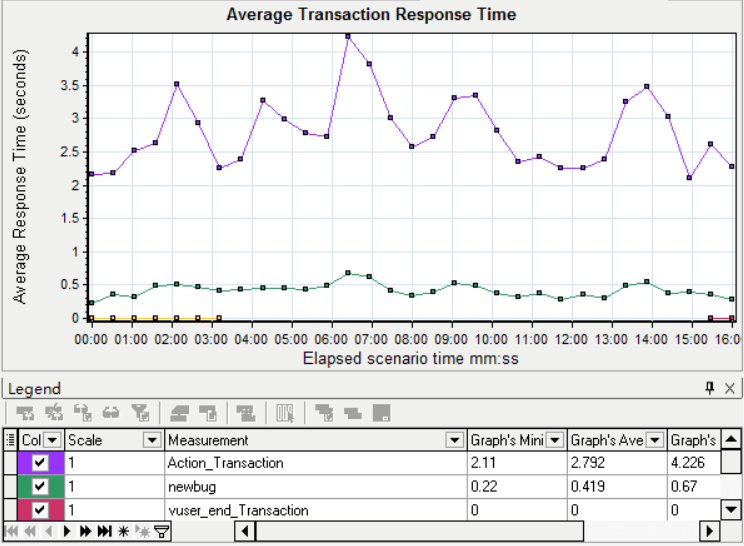 Average Transaction Response Time
Average Response Time (seconds)
4
3.5
3
2.5
2
1.5
1
0.5
0
00:00 01:00 02:00 03:00 04:00 05:00 06:00 07:00 08:00 09:00 10:00 11:00 12:00 13:00 14:00 15:00 16:0
Elapsed scenario time mm:ss
Legend
Col Scale Measurement Graph's Mini Graph's Ave Graph's
1 Action_Transaction 2.11 2.792 4.226
1 newbug 0.22 0.419 0.67
1 vuser_end_Transaction 0 0 0